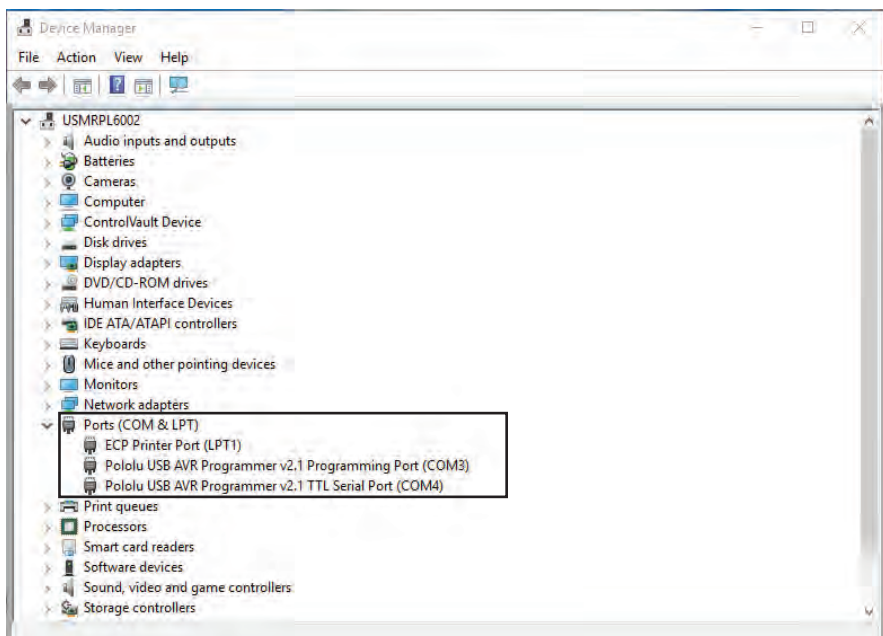 Device Manager
File Action View Help
USMRPL6002
Audio inputs and outputs
Batteries
Cameras
Computer
ControlVault Device
Disk drives
Display adapters
DVD/CD-ROM drives
Human Interface Devices
IDE ATA/ATAPI controllers
Keyboards
Mice and other pointing devices
Monitors
Network adapters
Ports (COM & LPT)
ECP Printer Port (LPT1)
Pololu USB AVR Programmer v2.1 Programming Port (COM3)
Pololu USB AVR Programmer v2.1 TTL Serial Port (COM4)
Print queues
Processors
Smart card readers
Software devices
Sound, video and game controllers
Storage controllers